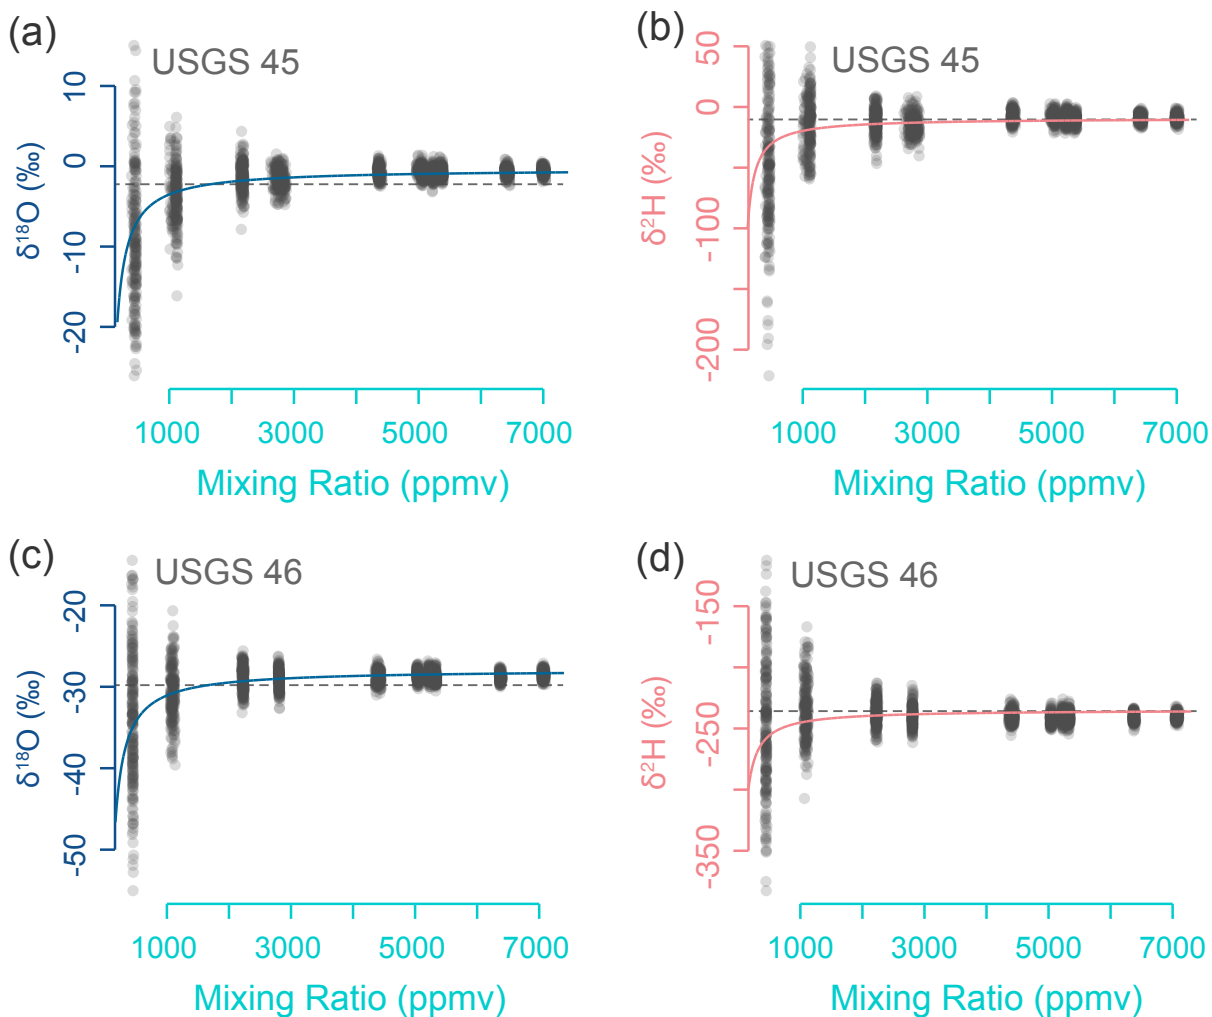 (a)
USGS 45
10
0
-10
-20
δ¹⁸O (‰)
1000
3000
5000
7000
Mixing Ratio (ppmv)
(b)
USGS 45
50
0
-100
-200
δ²H (‰)
1000
3000
5000
7000
Mixing Ratio (ppmv)
(c)
USGS 46
-20
-30
-40
-50
δ¹⁸O (‰)
1000
3000
5000
7000
Mixing Ratio (ppmv)
(d)
USGS 46
-150
-250
-350
δ²H (‰)
1000
3000
5000
7000
Mixing Ratio (ppmv)